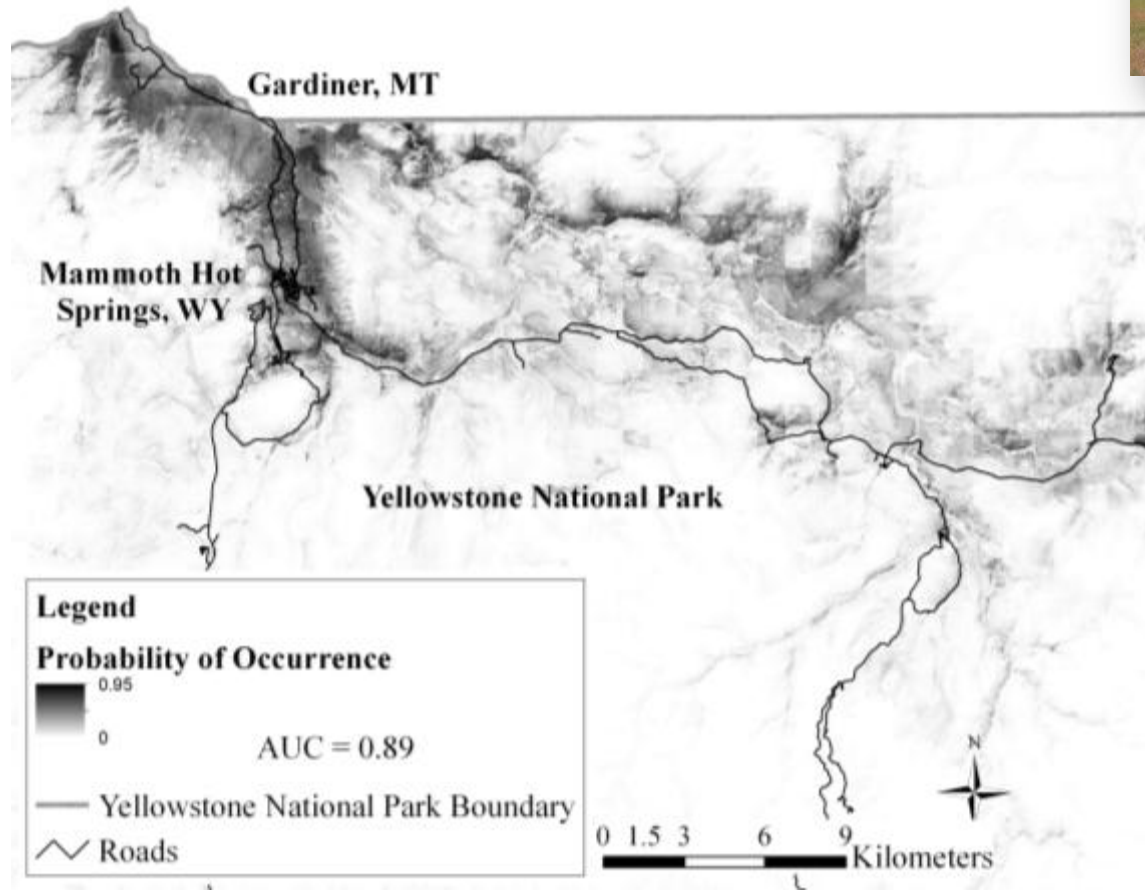 Gardiner, MT
Mammoth Hot
Springs, WY
Yellowstone National Park
Legend
Probability of Occurrence
0.95
0
AUC = 0.89
Yellowstone National Park Boundary
Roads
N
0 1.5 3 6 9
Kilometers